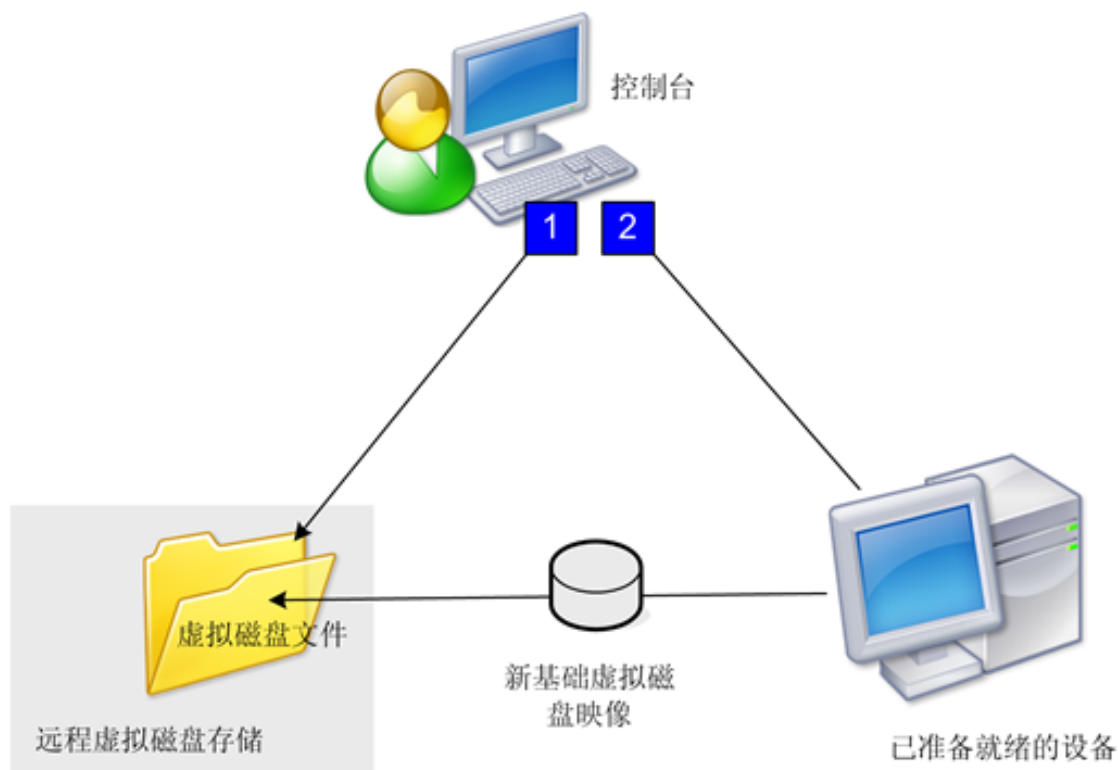 控制台
1 2
虚拟磁盘文件
新基础虚拟磁
盘映像
远程虚拟磁盘存储
已准备就绪的设备